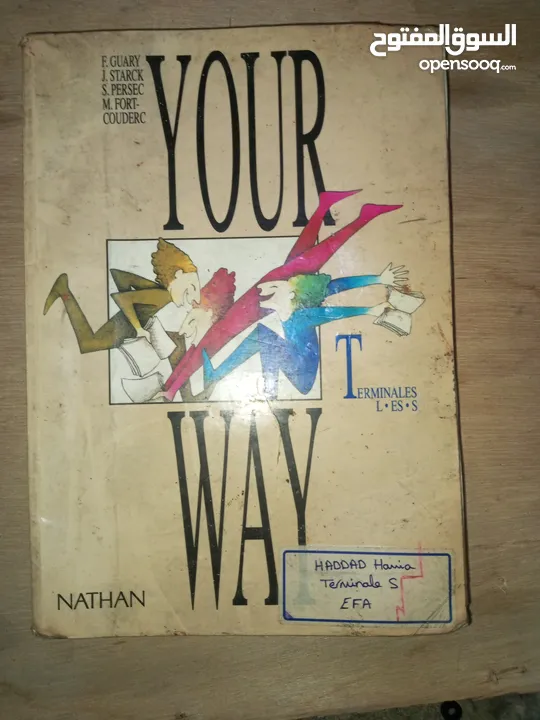 السوق المفتوح
opensooq.com
F. GUARY
J. STARCK
S. PERSEC
M. FORT-
COUDERC
YOUR
WAY
TERMINALES
L • ES • S
NATHAN
HADDAD Hania
Terminale S
EFA